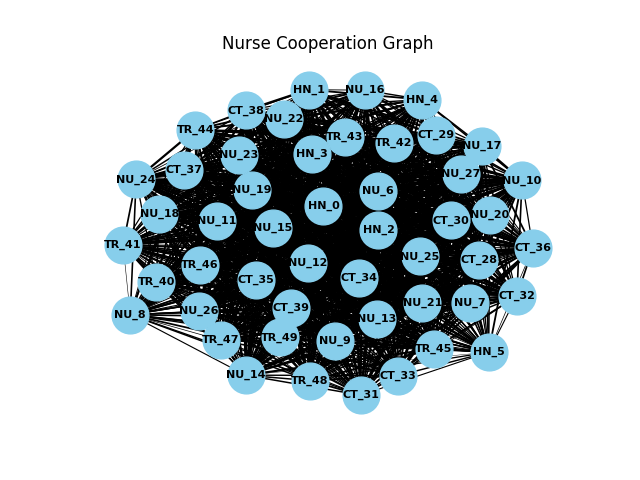 Nurse Cooperation Graph
HN_1
NU_16
HN_4
CT_38
NU_22
TR_44
TR_43
CT_29
TR_42
NU_17
NU_23
HN_3
CT_37
NU_27
NU_24
NU_10
NU_19
NU_6
HN_0
NU_18
NU_20
NU_11
CT_30
NU_15
HN_2
TR_41
CT_36
NU_25
CT_28
NU_12
TR_46
CT_34
CT_35
TR_40
CT_32
NU_21
NU_7
CT_39
NU_26
NU_8
NU_13
TR_49
TR_47
NU_9
TR_45
HN_5
NU_14
CT_33
TR_48
CT_31